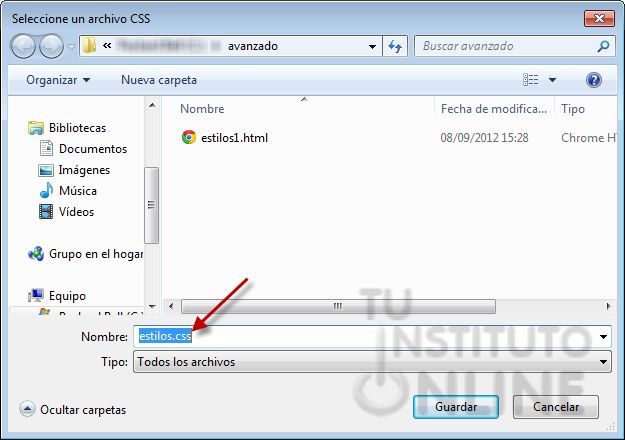 Seleccione un archivo CSS
« avanzado
Buscar avanzado
Organizar
Nueva carpeta
Nombre
Fecha de modifica...
Tipo
Bibliotecas
Documentos
Imágenes
Música
Vídeos
Grupo en el hogar
Equipo
estilos1.html
08/09/2012 15:28
Chrome H
Nombre: estilos.css
Tipo: Todos los archivos
Ocultar carpetas
Guardar
Cancelar
TU
INSTITUTO
ONLINE